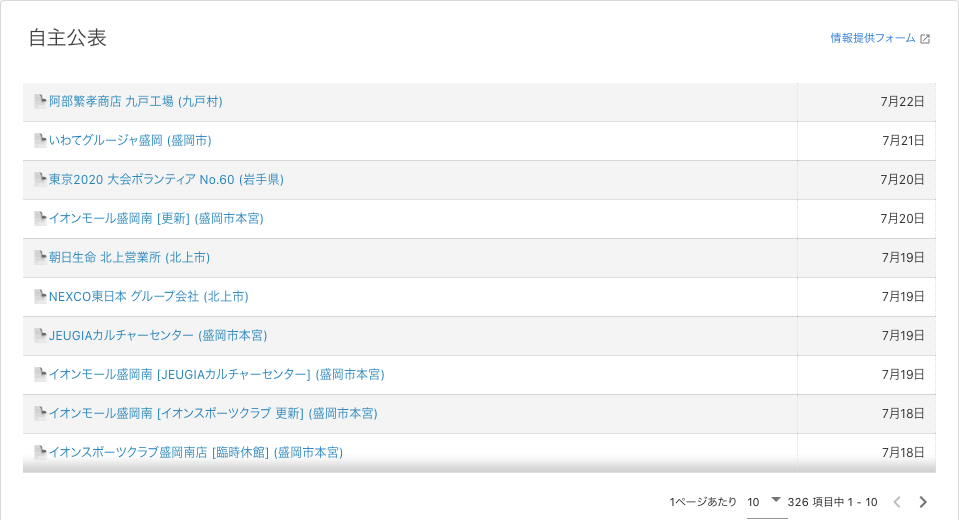 自主公表
情報提供フォーム
阿部繁孝商店 九戸工場 (九戸村) 7月22日
いわてグルージャ盛岡 (盛岡市) 7月21日
東京2020 大会ボランティア No.60 (岩手県) 7月20日
イオンモール盛岡南 [更新] (盛岡市本宮) 7月20日
朝日生命 北上営業所 (北上市) 7月19日
NEXCO東日本 グループ会社 (北上市) 7月19日
JEUGIAカルチャーセンター (盛岡市本宮) 7月19日
イオンモール盛岡南 [JEUGIAカルチャーセンター] (盛岡市本宮) 7月19日
イオンモール盛岡南 [イオンスポーツクラブ 更新] (盛岡市本宮) 7月18日
イオンスポーツクラブ盛岡南店 [臨時休館] (盛岡市本宮) 7月18日
1ページあたり 10 326 項目中 1 - 10